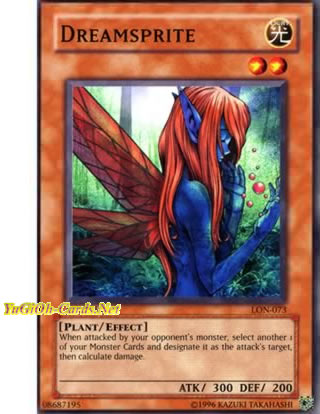 DREAMSPRITE
光
YuGiOh-Cards.Net
LON-073
[PLANT/EFFECT]
When attacked by your opponent's monster, select another 1
of your Monster Cards and designate it as the attack's target,
then calculate damage.
ATK/ 300 DEF/ 200
08687195
©1996 KAZUKI TAKAHASHI